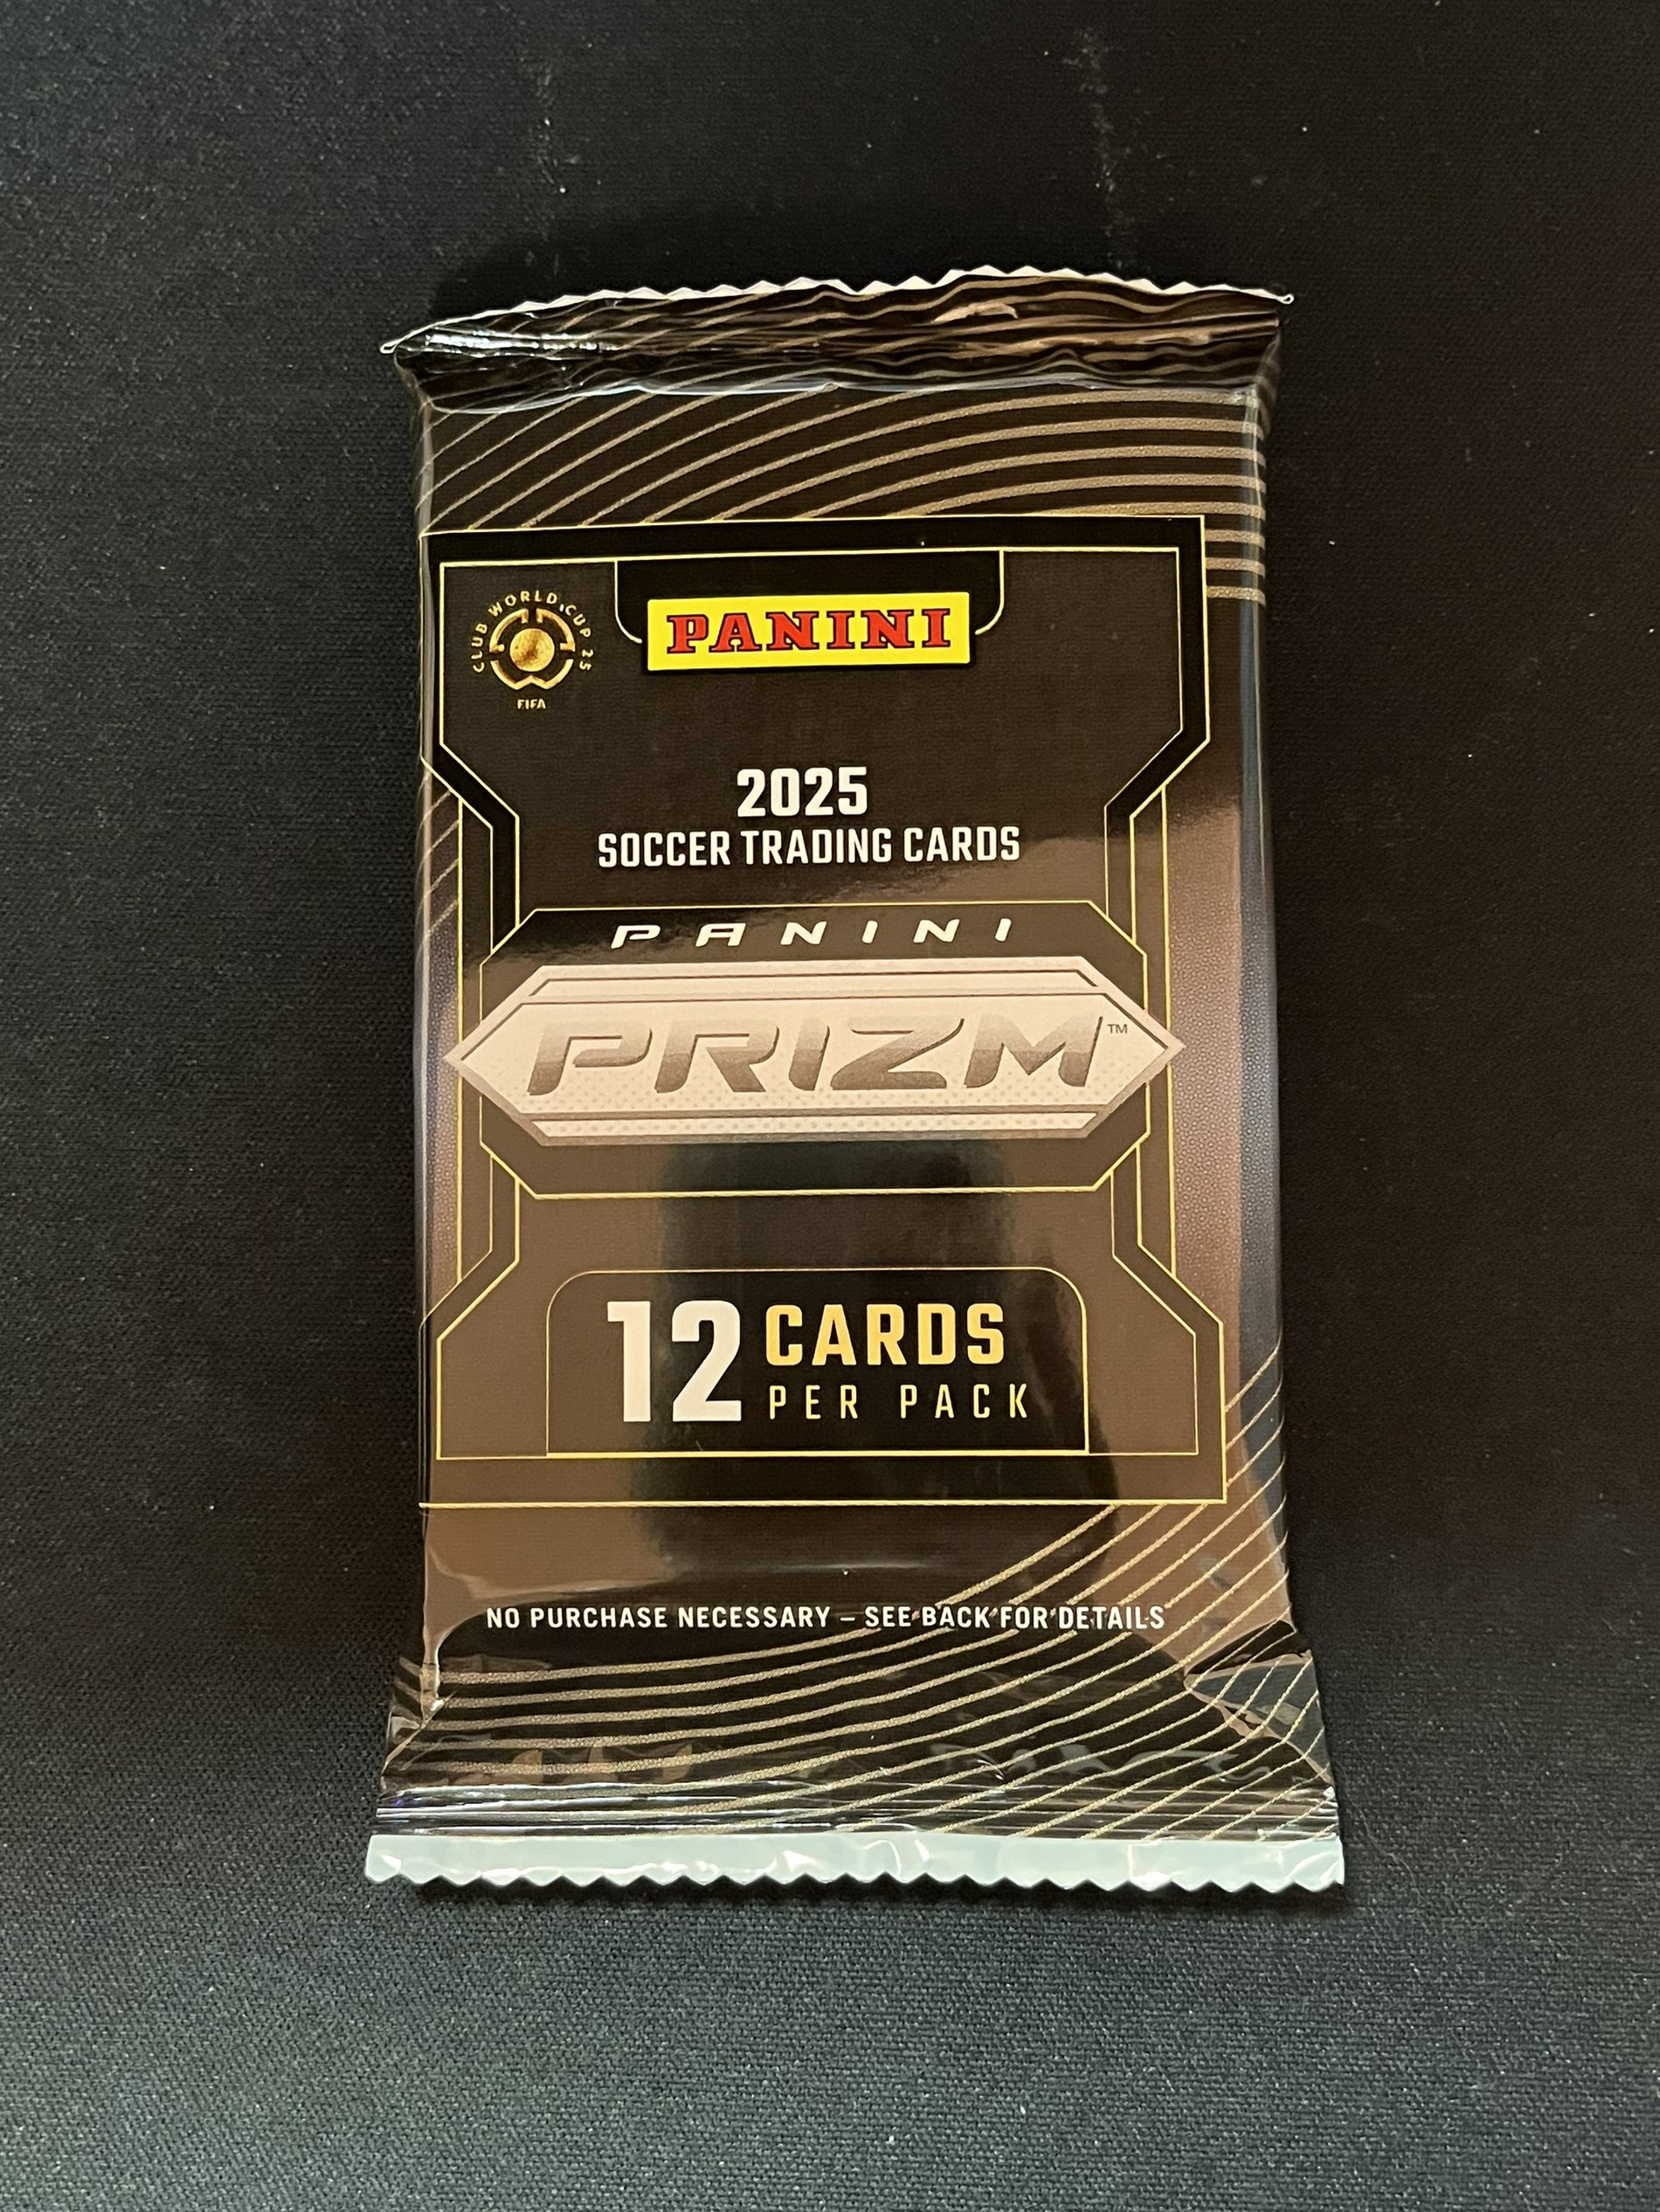 CLUB WORLD CUP 25
FIFA
PANINI
2025
SOCCER TRADING CARDS
PANINI
PRIZM™
12 CARDS
PER PACK
NO PURCHASE NECESSARY – SEE BACK FOR DETAILS